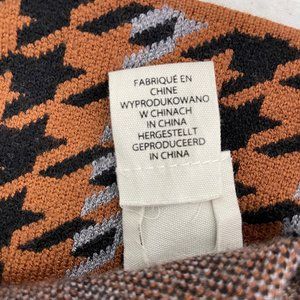 FABRIQUÉ EN
CHINE
WYPRODUKOWANO
W CHINACH
IN CHINA
HERGESTELLT
GEPRODUCEERD
IN CHINA